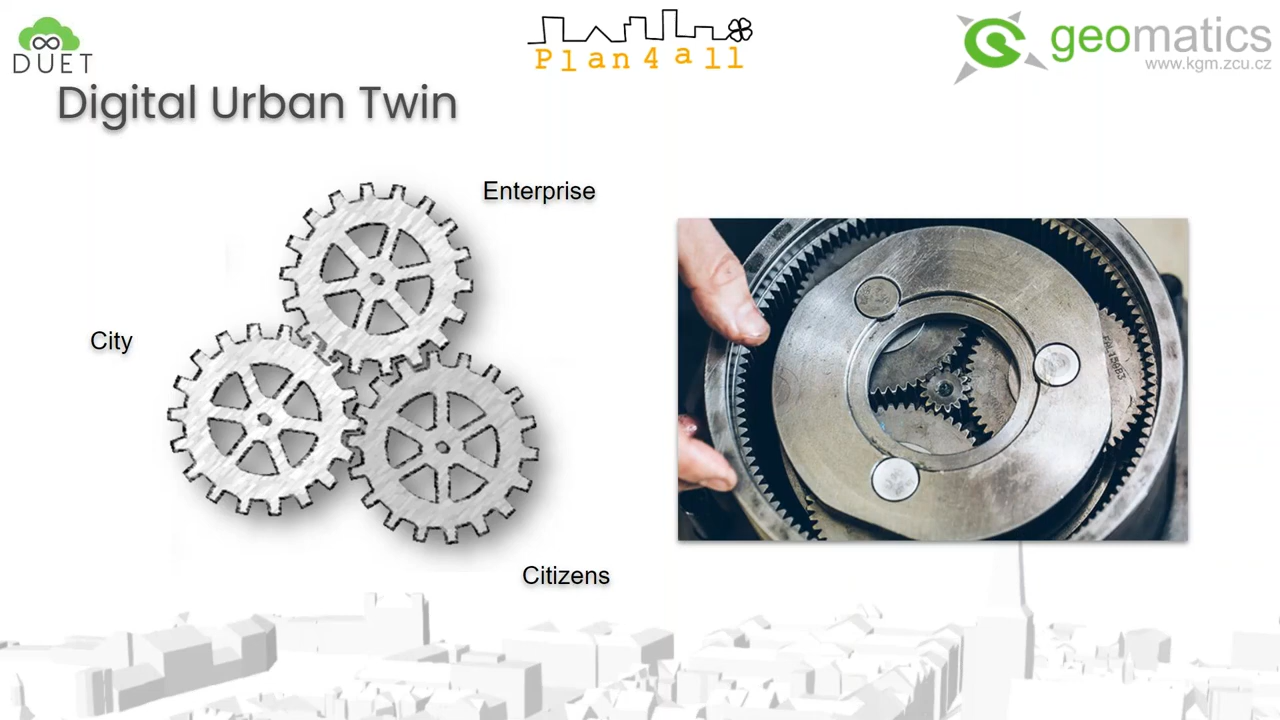 DUET
Plan4all
geomatics
www.kgm.zcu.cz
Digital Urban Twin
Enterprise
City
Citizens